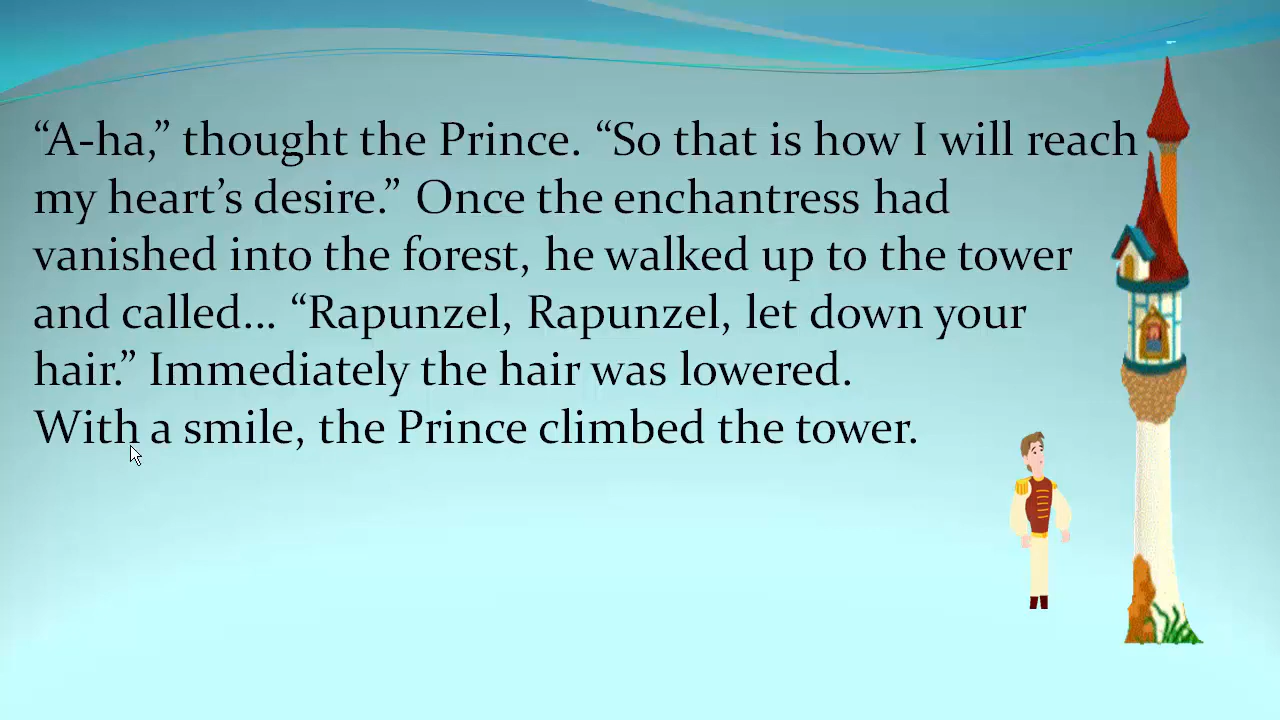 “A-ha,” thought the Prince. “So that is how I will reach
my heart’s desire.” Once the enchantress had
vanished into the forest, he walked up to the tower
and called… “Rapunzel, Rapunzel, let down your
hair.” Immediately the hair was lowered.
With a smile, the Prince climbed the tower.